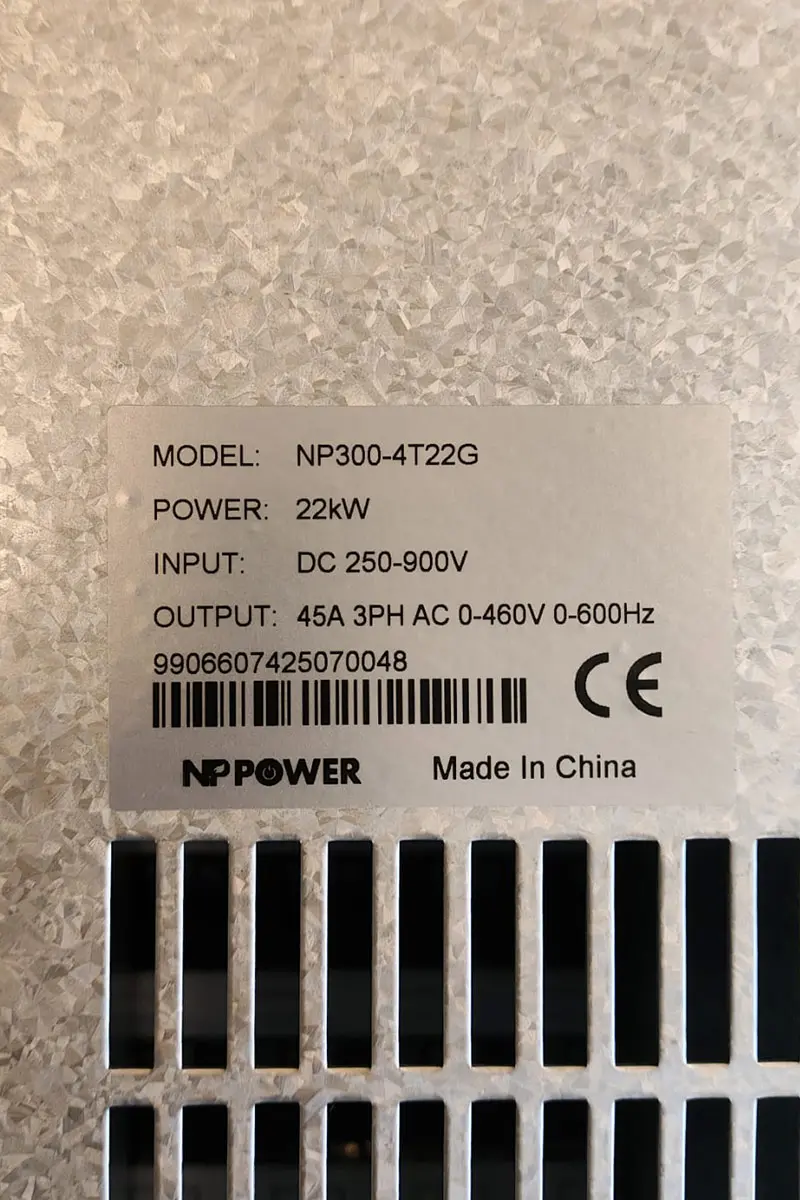 MODEL: NP300-4T22G
POWER: 22kW
INPUT: DC 250-900V
OUTPUT: 45A 3PH AC 0-460V 0-600Hz
9906607425070048
CE
NPPOWER Made In China